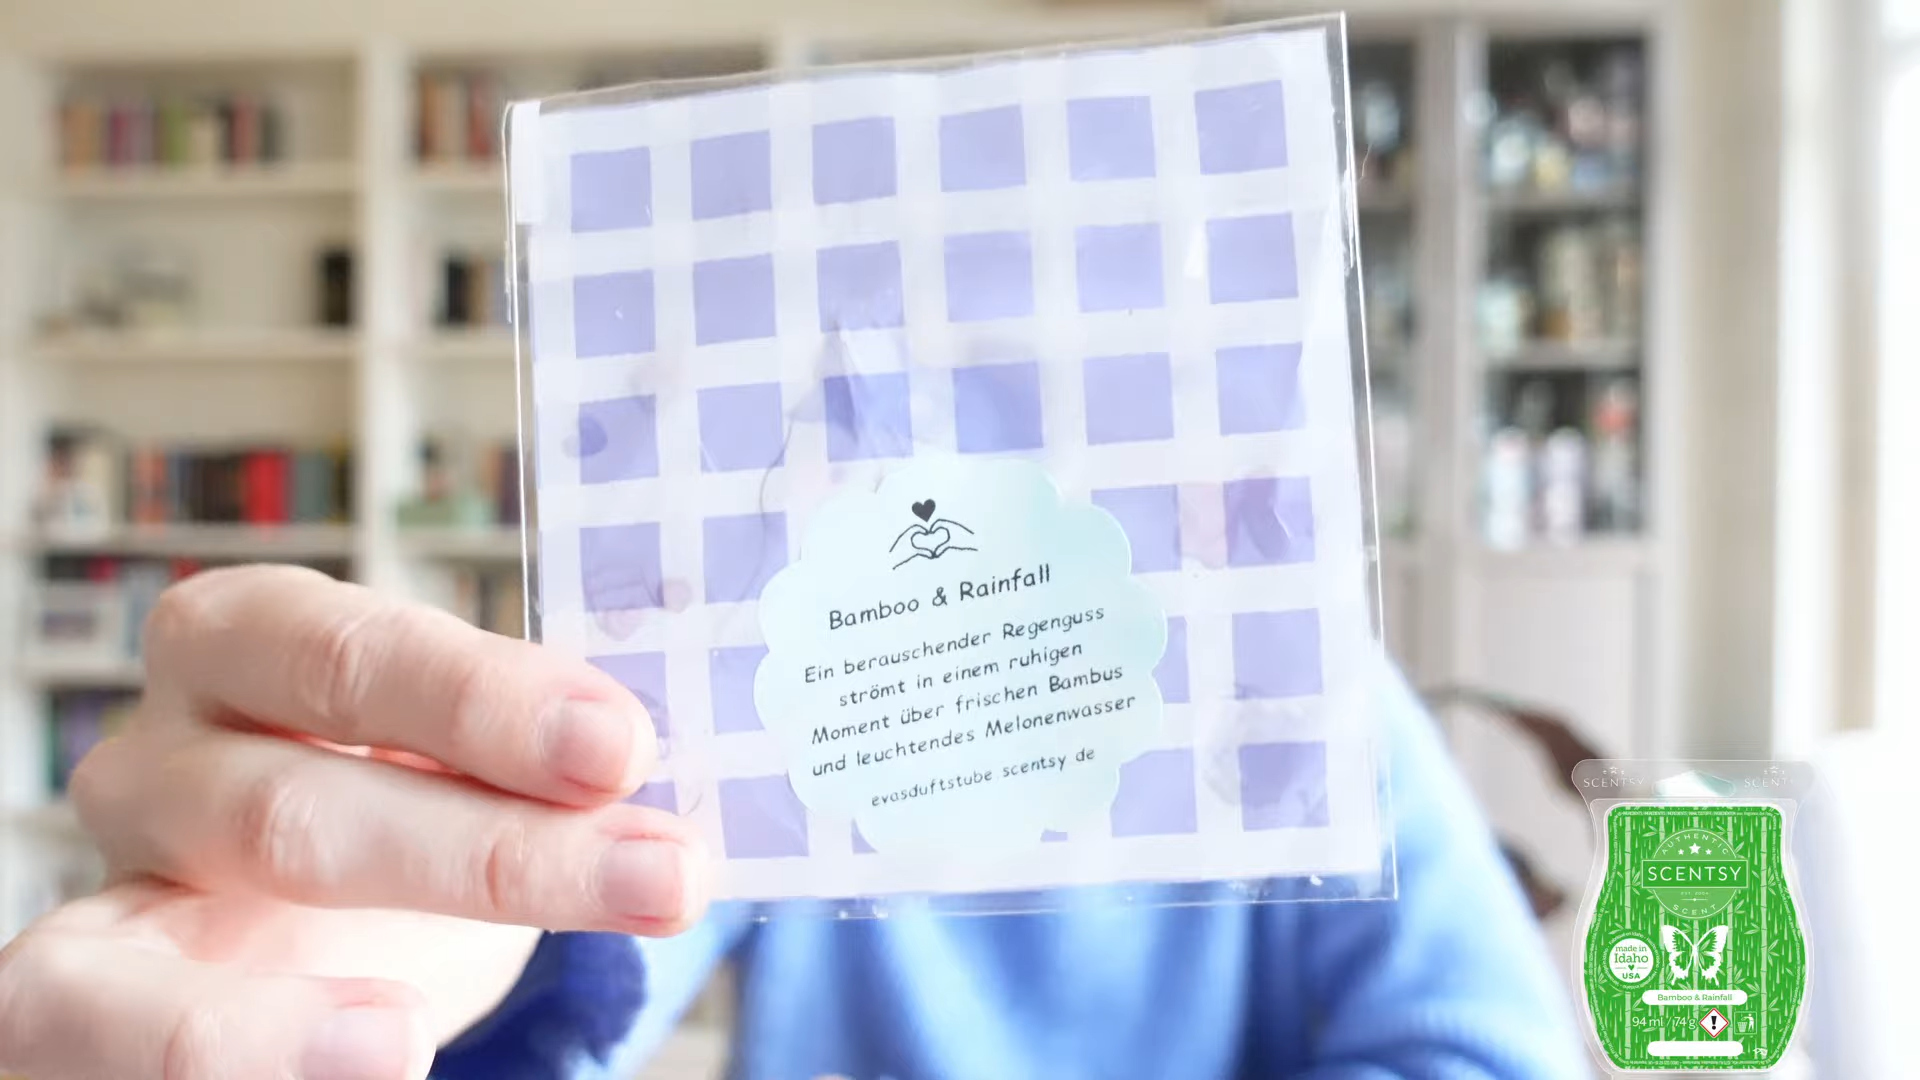 Bamboo & Rainfall
Ein berauschender Regenguss
strömt in einem ruhigen
Moment über frischen Bambus
und leuchtendes Melonenwasser
evasduftstube.scentsy.de
SCENTSY
AUTHENTIC
SCENTSY
SCENT
made in
Idaho
USA
Bamboo & Rainfall
94 ml / 74 g